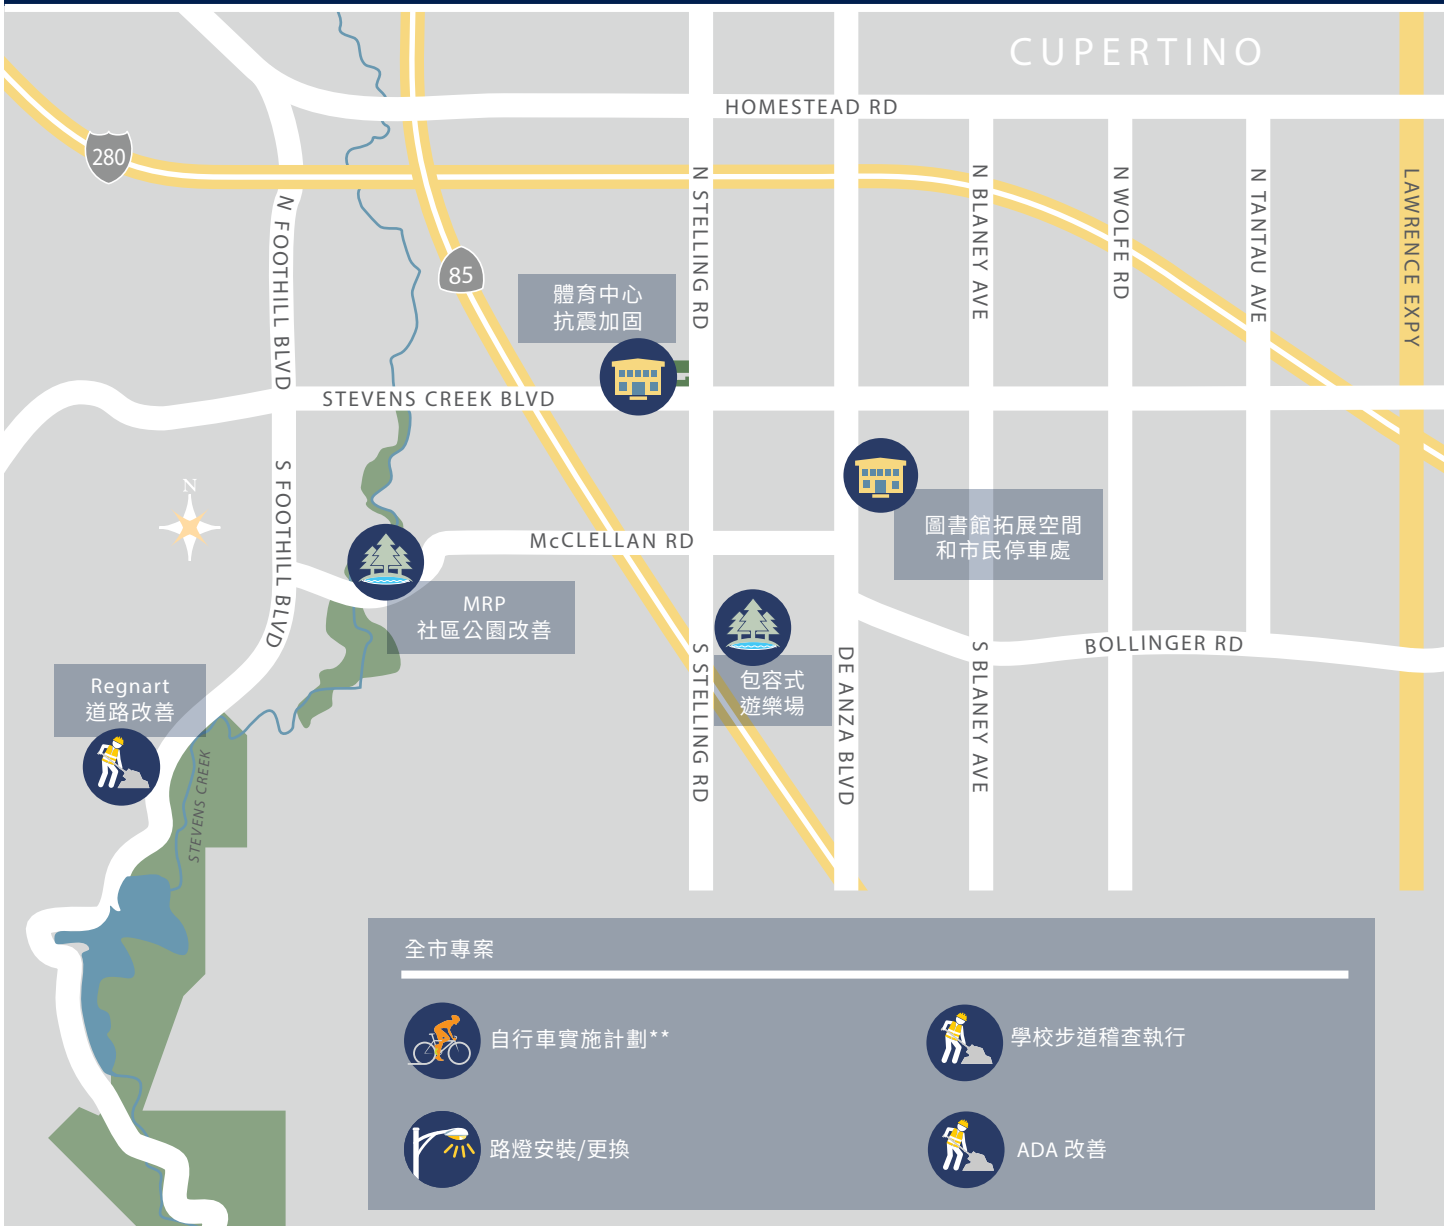 CUPERTINO
HOMESTEAD RD
280
N STELLING RD
N BLANEY AVE
N WOLFE RD
N TANTAU AVE
LAWRENCE EXPY
N FOOTHILL BLVD
85
體育中心
抗震加固
STEVENS CREEK BLVD
N
S FOOTHILL BLVD
圖書館拓展空間
和市民停車處
McCLELLAN RD
MRP
社區公園改善
BOLLINGER RD
S STELLING RD
包容式
遊樂場
DE ANZA BLVD
S BLANEY AVE
Regnart
道路改善
STEVENS CREEK
全市專案
自行車實施計劃**
學校步道稽查執行
路燈安裝/更換
ADA 改善